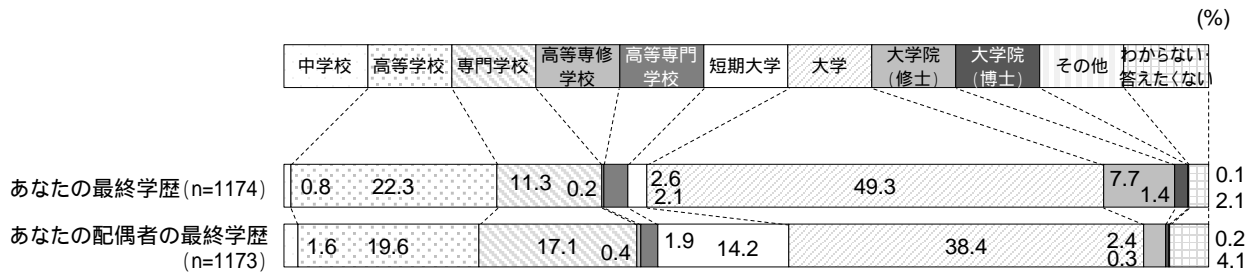 (%)
中学校 高等学校 専門学校 高等専修学校 高等専門学校 短期大学 大学 大学院(修士) 大学院(博士) その他 わからない・答えたくない
あなたの最終学歴(n=1174) 0.8 22.3 11.3 0.2 2.6 2.1 49.3 7.7 1.4 0.1 2.1
あなたの配偶者の最終学歴
(n=1173) 1.6 19.6 17.1 0.4 1.9 14.2 38.4 2.4 0.3 0.2 4.1